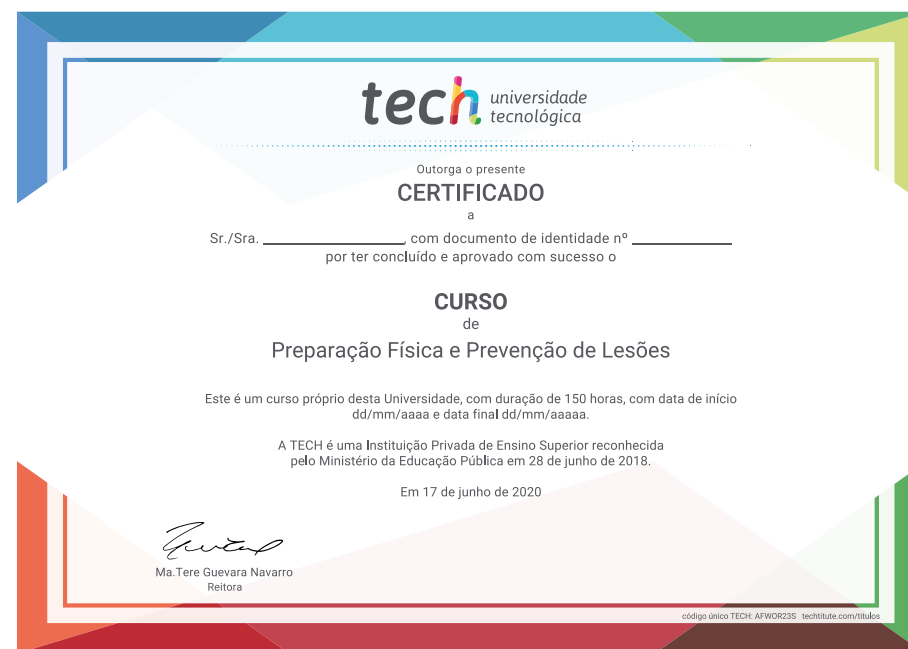 tech universidade
tecnológica
Outorga o presente
CERTIFICADO
a
Sr./Sra. ____________, com documento de identidade nº _________
por ter concluído e aprovado com sucesso o
CURSO
de
Preparação Física e Prevenção de Lesões
Este é um curso próprio desta Universidade, com duração de 150 horas, com data de início
dd/mm/aaaa e data final dd/mm/aaaaa.
A TECH é uma Instituição Privada de Ensino Superior reconhecida
pelo Ministério da Educação Pública em 28 de junho de 2018.
Em 17 de junho de 2020
Ma.Tere Guevara Navarro
Reitora
código único TECH: AFWOR23S techtitute.com/titulos